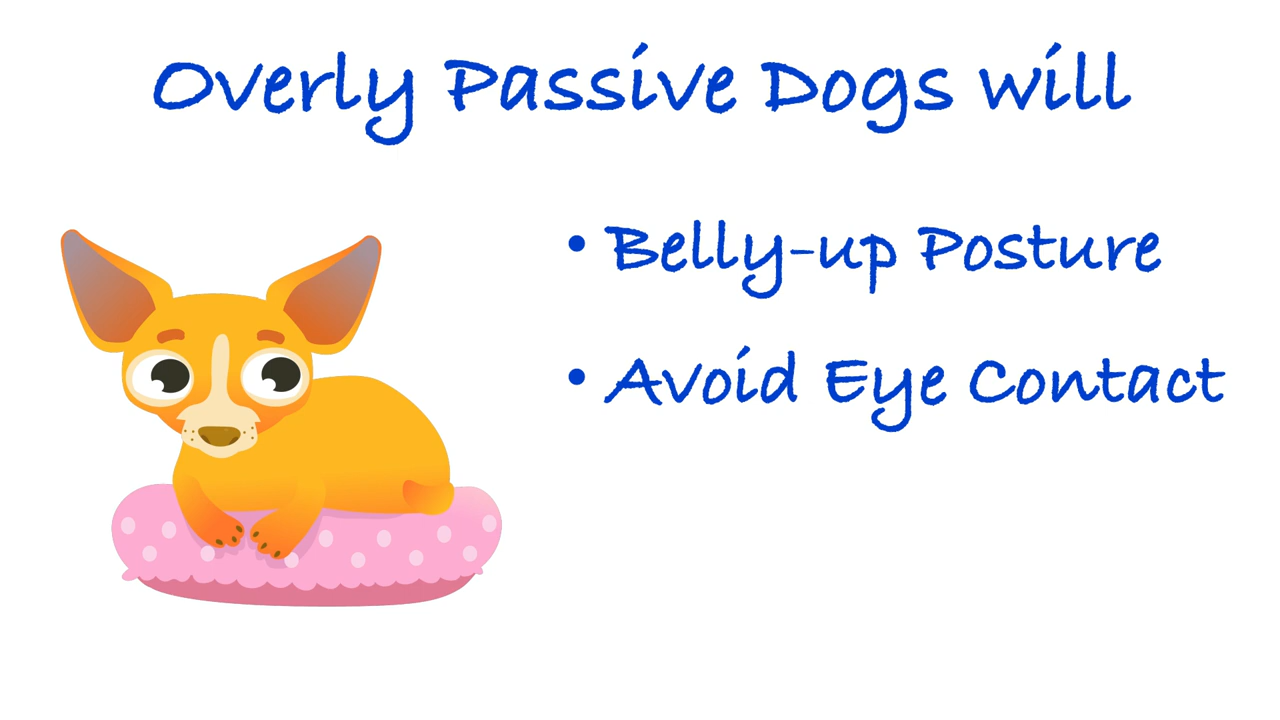 Overly Passive Dogs will
• Belly-up Posture
• Avoid Eye Contact